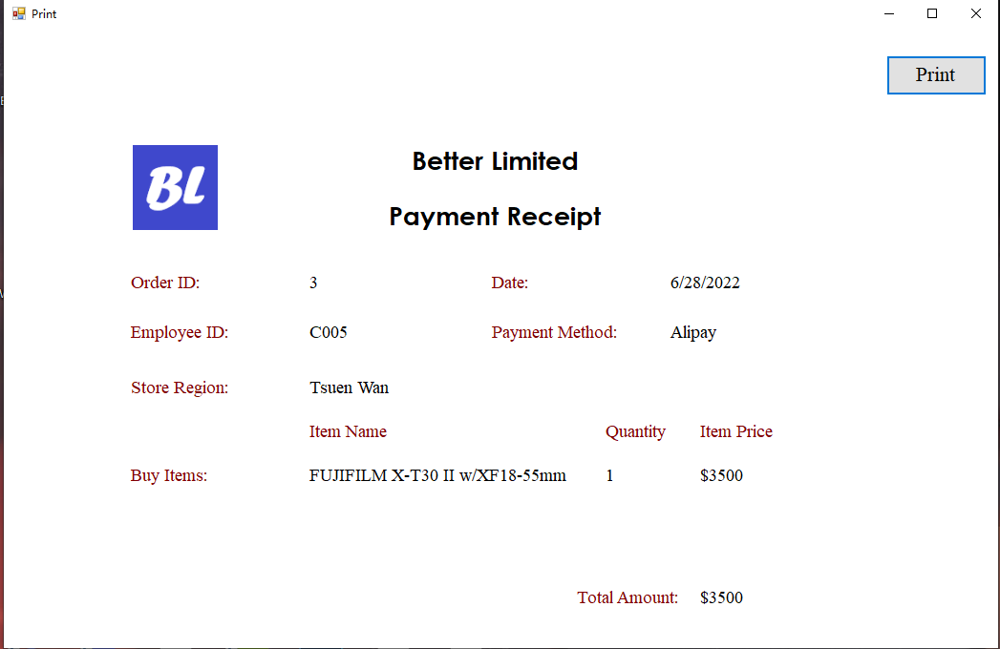 Print
Print
BL
Better Limited
Payment Receipt
Order ID: 3 Date: 6/28/2022
Employee ID: C005 Payment Method: Alipay
Store Region: Tsuen Wan
Item Name Quantity Item Price
Buy Items: FUJIFILM X-T30 II w/XF18-55mm 1 $3500
Total Amount: $3500